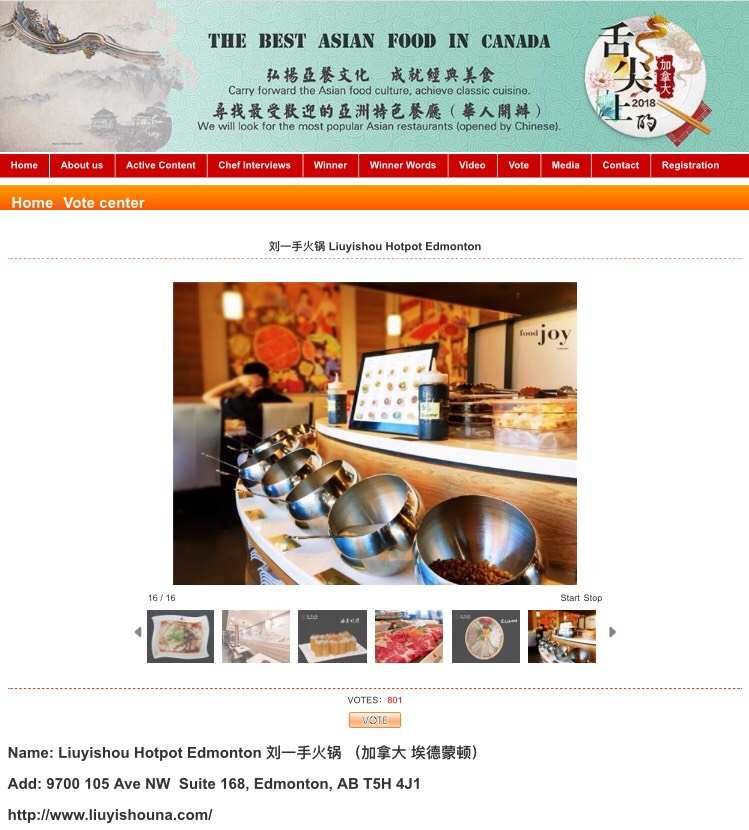 THE BEST ASIAN FOOD IN CANADA
弘揚亞餐文化 成就經典美食
Carry forward the Asian food culture, achieve classic cuisine.
尋找最受歡迎的亞洲特色餐廳（華人開辦）
We will look for the most popular Asian restaurants (opened by Chinese).
舌尖上的
加拿大
2018
Home About us Active Content Chef Interviews Winner Winner Words Video Vote Media Contact Registration
Home Vote center
刘一手火锅 Liuyishou Hotpot Edmonton
food joy
16 / 16
Start Stop
VOTES: 801
VOTE
Name: Liuyishou Hotpot Edmonton 刘一手火锅 （加拿大 埃德蒙顿）
Add: 9700 105 Ave NW Suite 168, Edmonton, AB T5H 4J1
http://www.liuyishouna.com/